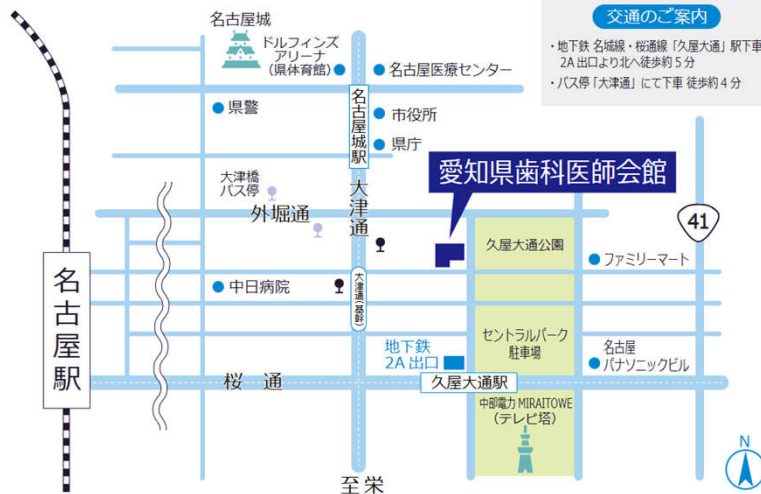 交通のご案内
・地下鉄 名城線・桜通線「久屋大通」駅下車
2A 出口より北へ徒歩約５分
・バス停「大津通」にて下車 徒歩約４分
名古屋城
ドルフィンズ
アリーナ
（県体育館）
名古屋医療センター
県警
名古屋城駅
市役所
県庁
大津橋
バス停
大津通
愛知県歯科医師会館
外堀通
久屋大通公園
41
ファミリーマート
名古屋駅
中日病院
大津通（基幹）
セントラルパーク
駐車場
地下鉄
2A 出口
名古屋
パナソニックビル
桜通
久屋大通駅
中部電力 MIRAITOWE
（テレビ塔）
N
至栄